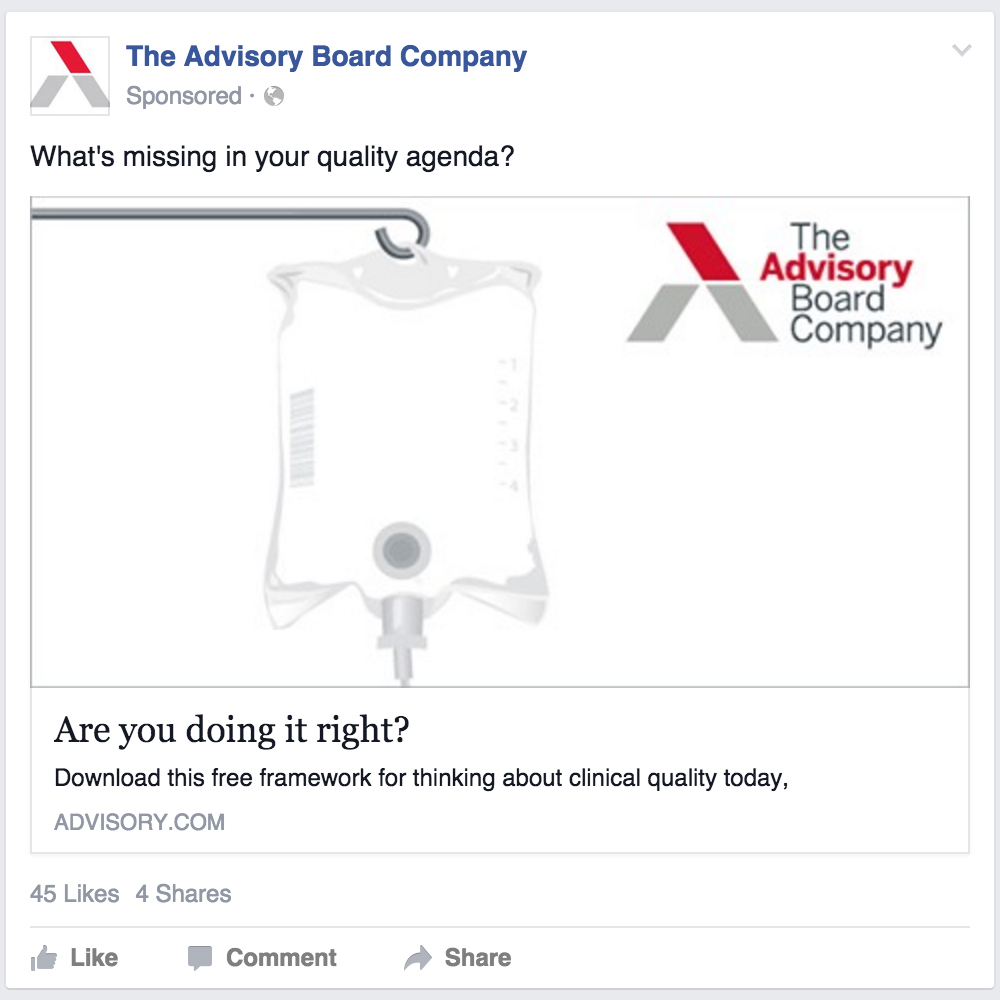 The Advisory Board Company
Sponsored ·
What's missing in your quality agenda?
The
Advisory
Board
Company
1
2
3
4
Are you doing it right?
Download this free framework for thinking about clinical quality today,
ADVISORY.COM
45 Likes 4 Shares
Like Comment Share